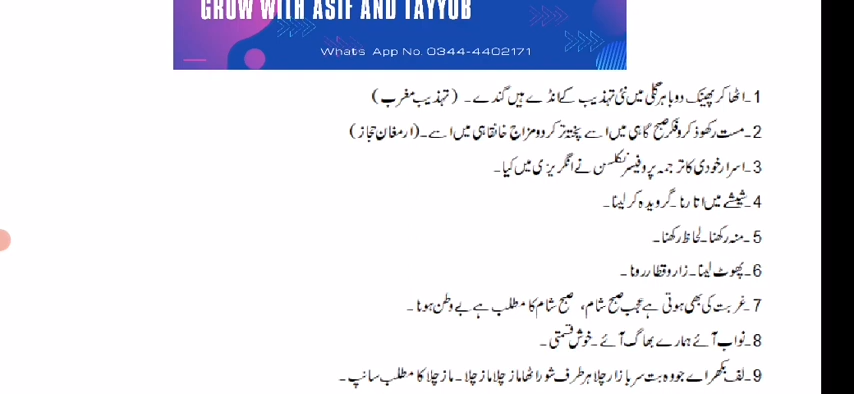 GROW WITH ASIF AND TAYYUB
Whats App No. 0344-4402171
1۔اٹھا کر پھینک دو باہر گلی میں نئی تہذیب کے انڈے ہیں گندے۔ (تہذیب مغرب)
2۔مست رکھو ذکر و فکر صبح گاہی میں اسے پختہ تر کر دو مزاج خانقاہی میں اسے۔(ارمغان حجاز)
3۔اسرار خودی کا ترجمہ پروفیسر نکلسن نے انگریزی میں کیا۔
4۔شیشے میں اتارنا۔گرویدہ کر لینا۔
5۔منہ رکھنا۔لحاظ رکھنا۔
6۔پھوٹ لینا۔زاروقطار رونا۔
7۔غربت کی بھی ہوتی ہے عجب صبح شام، صبح شام کا مطلب ہے بے وطن ہونا۔
8۔نواب آئے ہمارے بھاگ آئے۔خوش قسمتی۔
9۔لف بکھراے جو وہ بت سر بازار چلا ہر طرف شور اٹھا ماز چلا ماز چلا۔ماز چلا کا مطلب سانپ۔